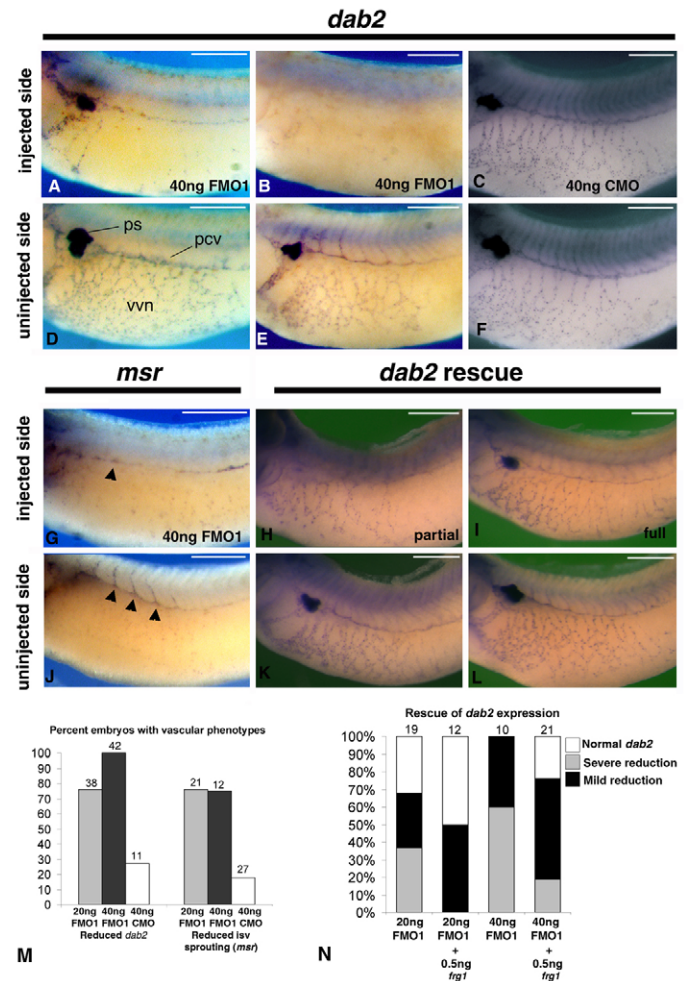 dab2
injected side
A
40ng FMO1
B
40ng FMO1
C
40ng CMO
uninjected side
ps
pcv
vvn
D
E
F
msr
dab2 rescue
injected side
G
40ng FMO1
H
partial
I
full
uninjected side
J
K
L
Percent embryos with vascular phenotypes
100
90
80
70
60
50
40
30
20
10
0
38
42
11
21
12
27
20ng 40ng 40ng 20ng 40ng 40ng
FMO1 FMO1 CMO FMO1 FMO1 CMO
Reduced dab2 Reduced isv
sprouting (msr)
M
Rescue of dab2 expression
19 12 10 21
100%
90%
80%
70%
60%
50%
40%
30%
20%
10%
0%
Normal dab2
Severe reduction
Mild reduction
20ng 20ng 40ng 40ng
FMO1 FMO1 FMO1 FMO1
+ +
0.5ng 0.5ng
frg1 frg1
N